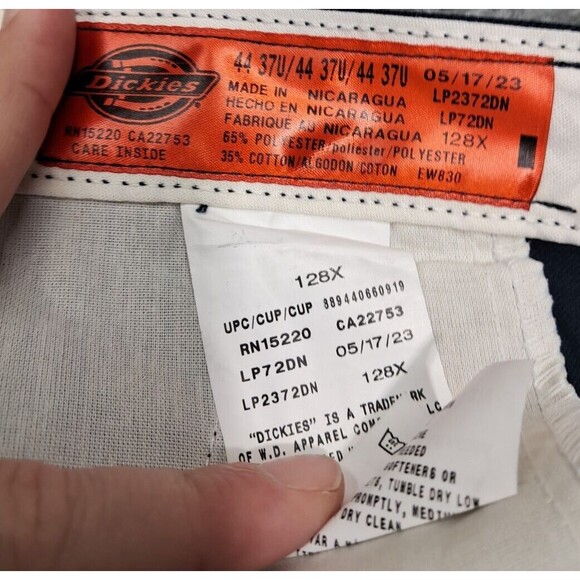 Dickies
RN15220 CA22753
CARE INSIDE
44 37U/44 37U/44 37U 05/17/23
MADE IN NICARAGUA LP2372DN
HECHO EN NICARAGUA LP72DN
FABRIQUE AU NICARAGUA 128X
65% POLYESTER/poliester/POLYESTER
35% COTTON/ALGODON/COTON EW830
128X
UPC/CUP/CUP 889440660919
RN15220 CA22753
LP72DN 05/17/23
LP2372DN 128X
"DICKIES" IS A
OF W.D. APPAREL
SOFTENERS OR
TUMBLE DRY LOW
PROMPTLY,
DRY CLEAN